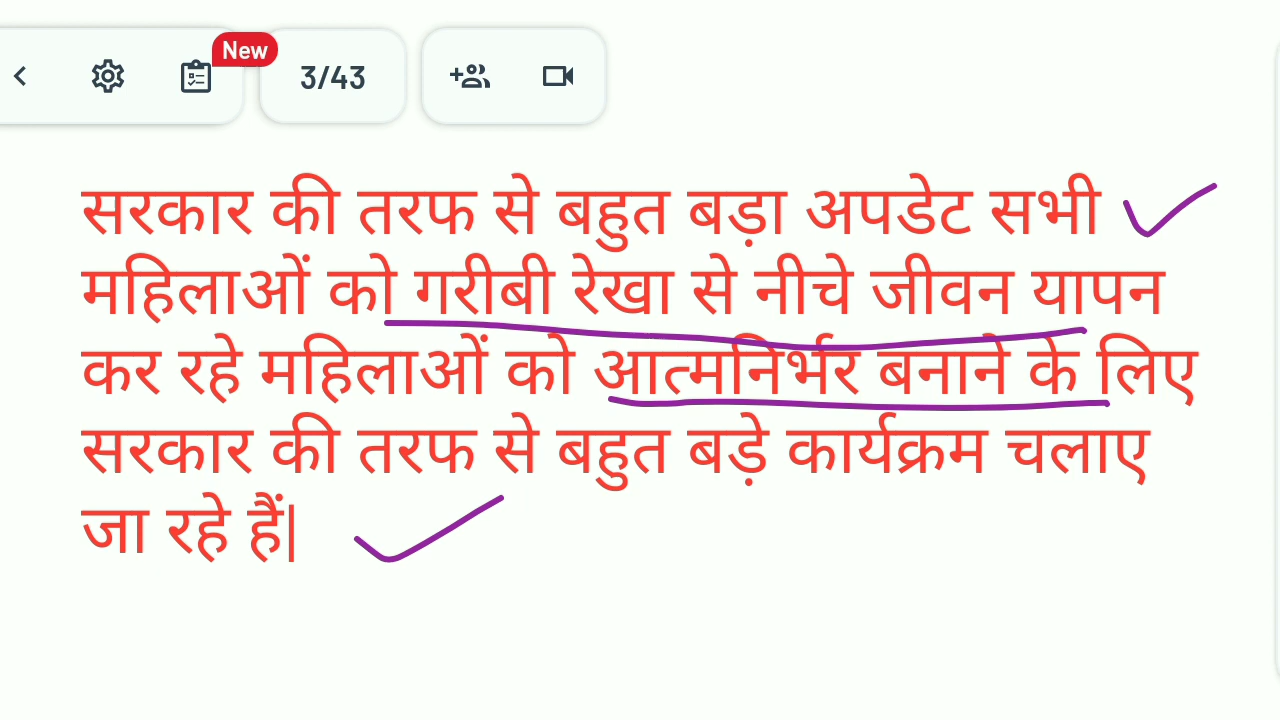 New
3/43
सरकार की तरफ से बहुत बड़ा अपडेट सभी
महिलाओं को गरीबी रेखा से नीचे जीवन यापन
कर रहे महिलाओं को आत्मनिर्भर बनाने के लिए
सरकार की तरफ से बहुत बड़े कार्यक्रम चलाए
जा रहे हैं|